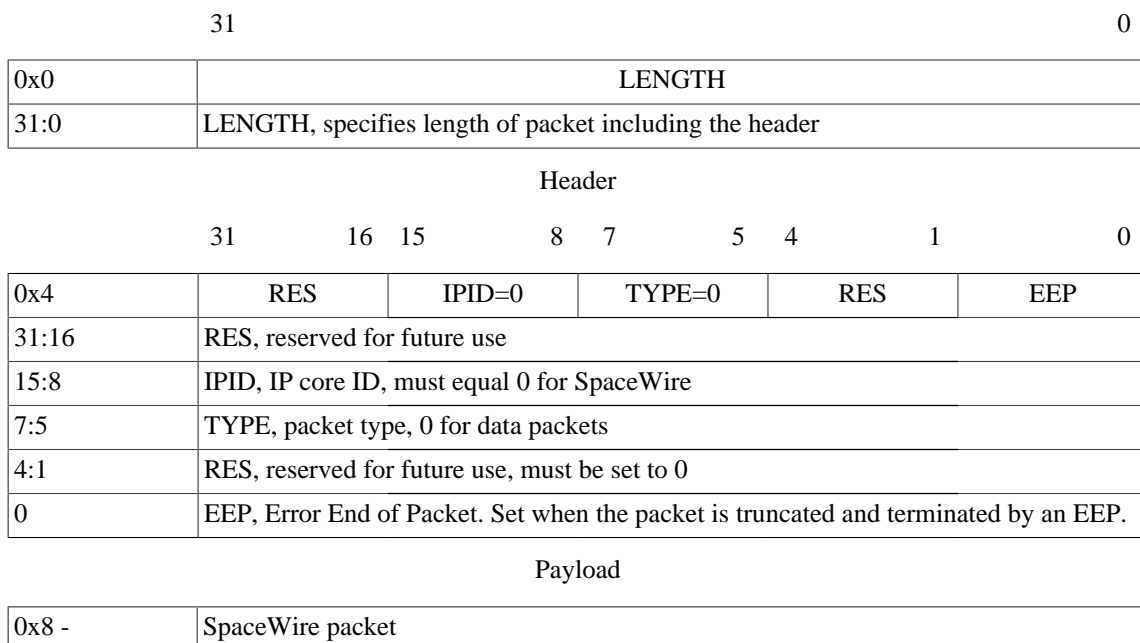 31 0
0x0 LENGTH
31:0 LENGTH, specifies length of packet including the header
Header
31 16 15 8 7 5 4 1 0
0x4 RES IPID=0 TYPE=0 RES EEP
31:16 RES, reserved for future use
15:8 IPID, IP core ID, must equal 0 for SpaceWire
7:5 TYPE, packet type, 0 for data packets
4:1 RES, reserved for future use, must be set to 0
0 EEP, Error End of Packet. Set when the packet is truncated and terminated by an EEP.
Payload
0x8 - SpaceWire packet